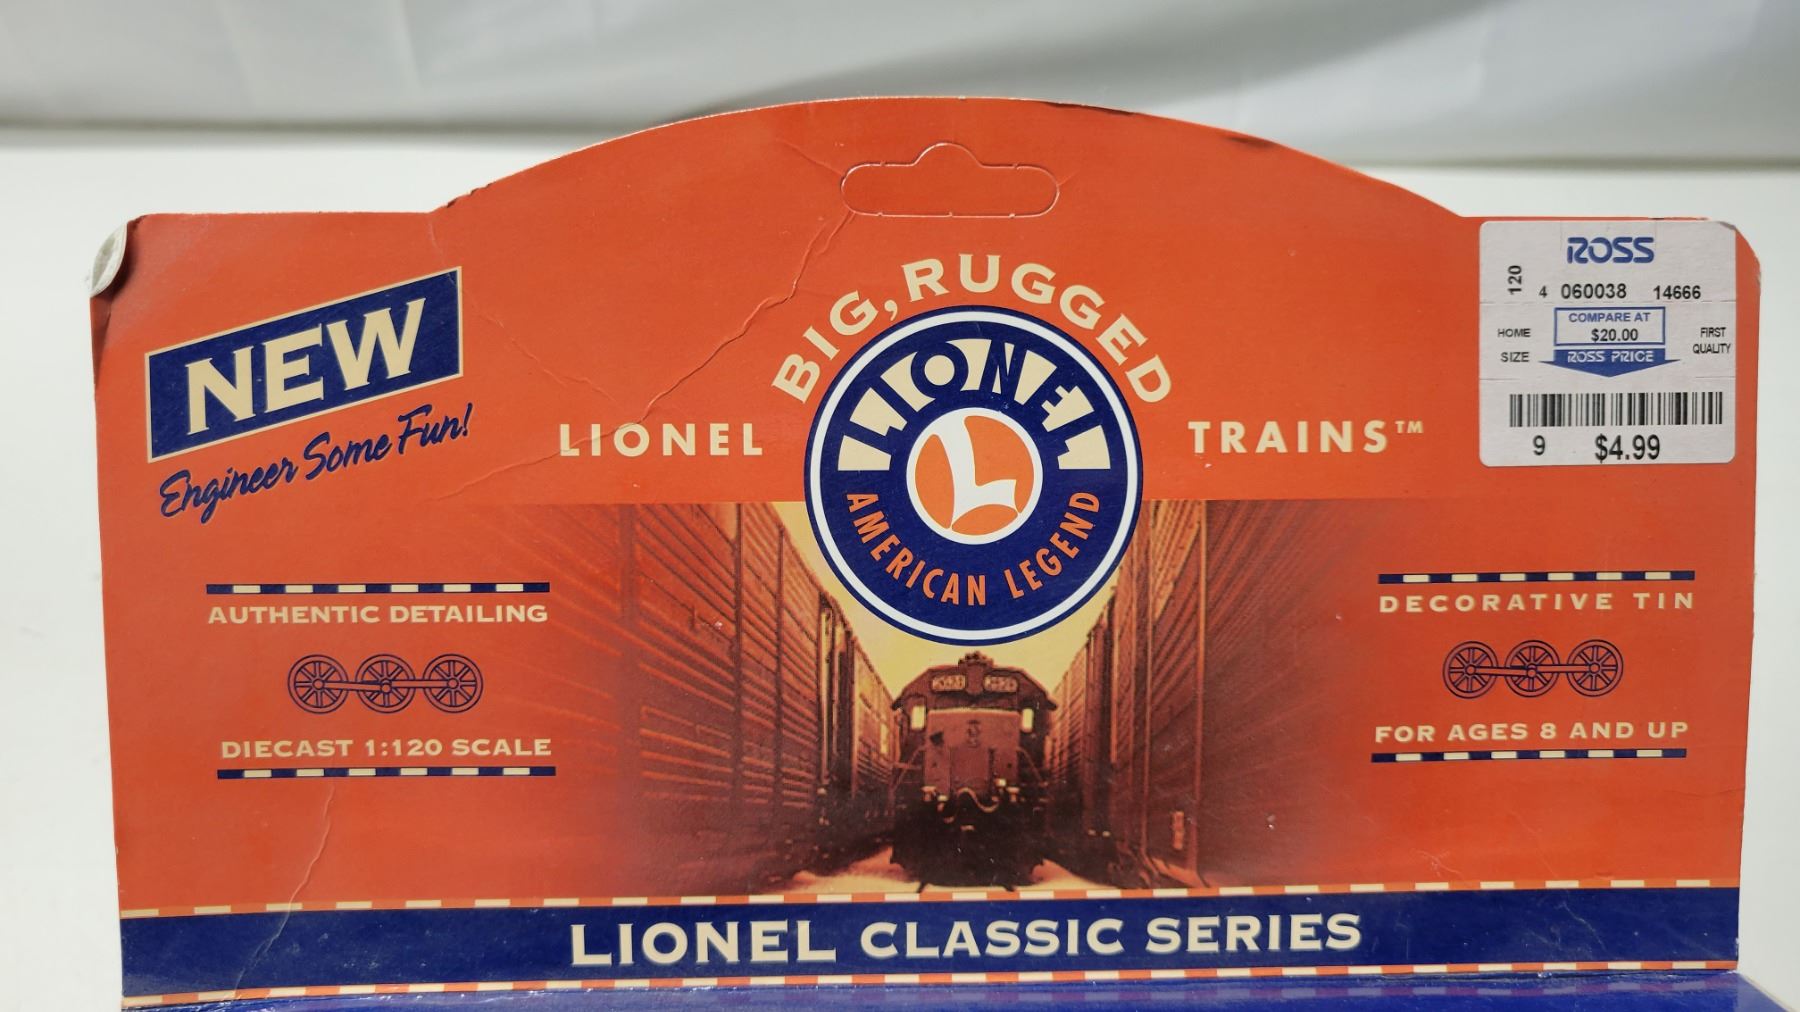 NEW
Engineer Some Fun!
BIG, RUGGED
LIONEL TRAINS™
LIONEL
L
AMERICAN LEGEND
AUTHENTIC DETAILING
DIECAST 1:120 SCALE
DECORATIVE TIN
FOR AGES 8 AND UP
LIONEL CLASSIC SERIES
ROSS
120
4 060038 14666
COMPARE AT
$20.00
HOME
SIZE
FIRST
QUALITY
ROSS PRICE
9 $4.99